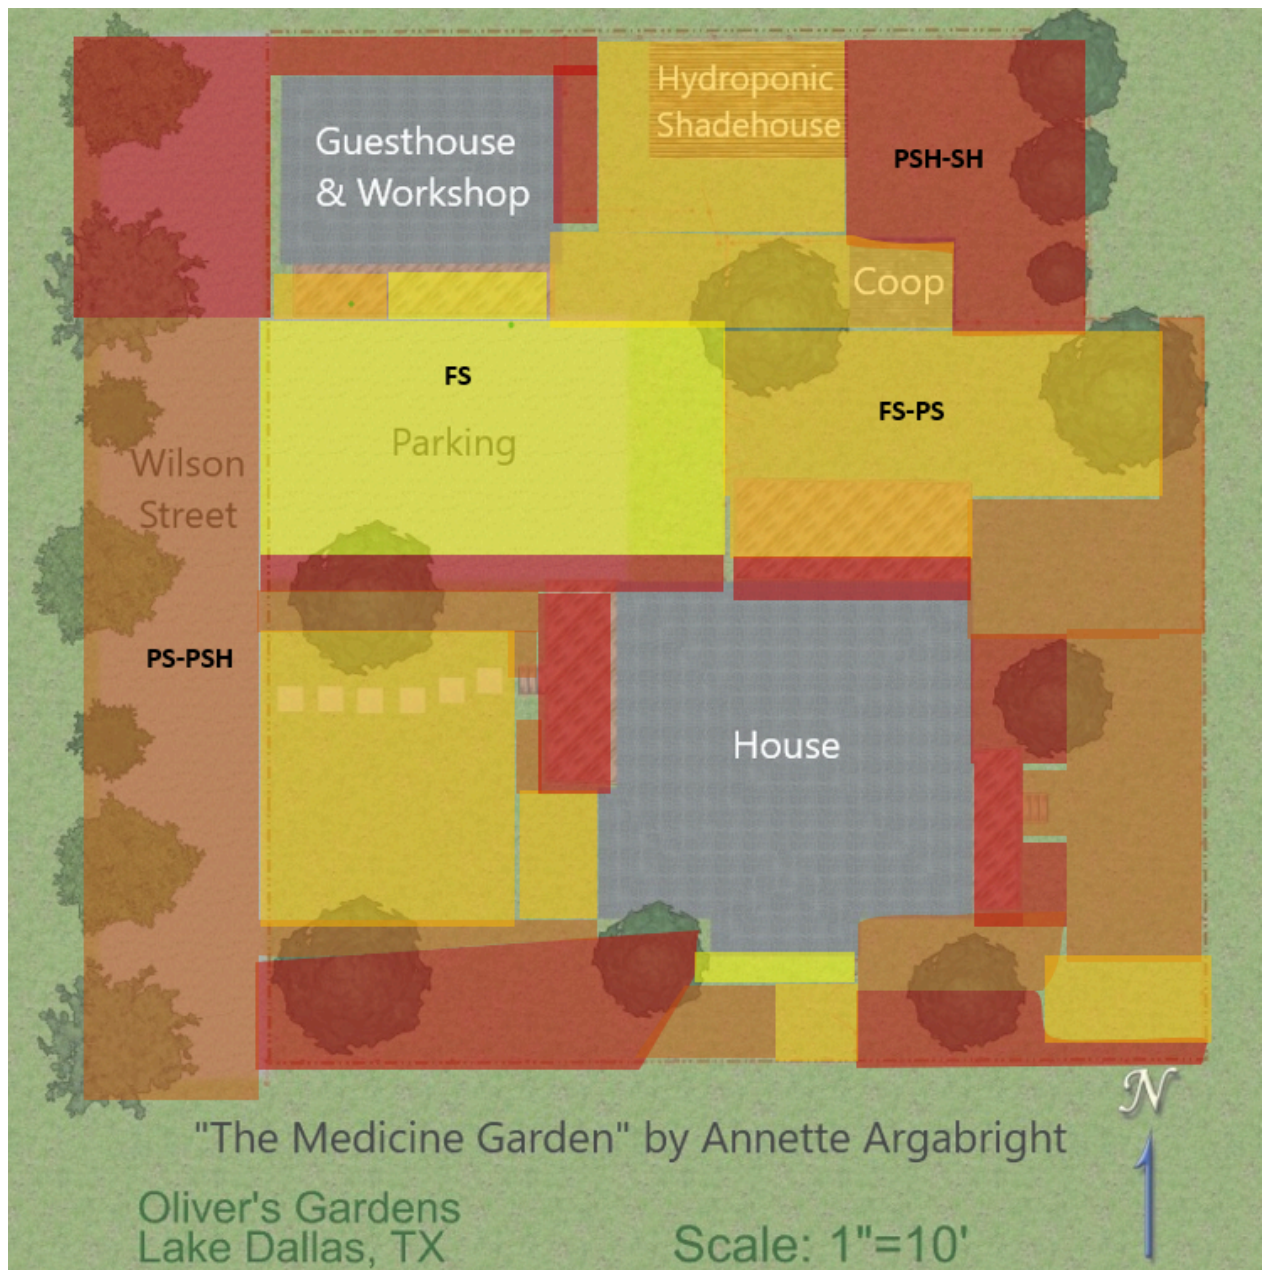 Hydroponic
Shadehouse
Guesthouse
& Workshop
PSH-SH
Coop
FS
FS-PS
Parking
Wilson
Street
PS-PSH
House
N
"The Medicine Garden" by Annette Argabright
Oliver's Gardens
Lake Dallas, TX
Scale: 1"=10'